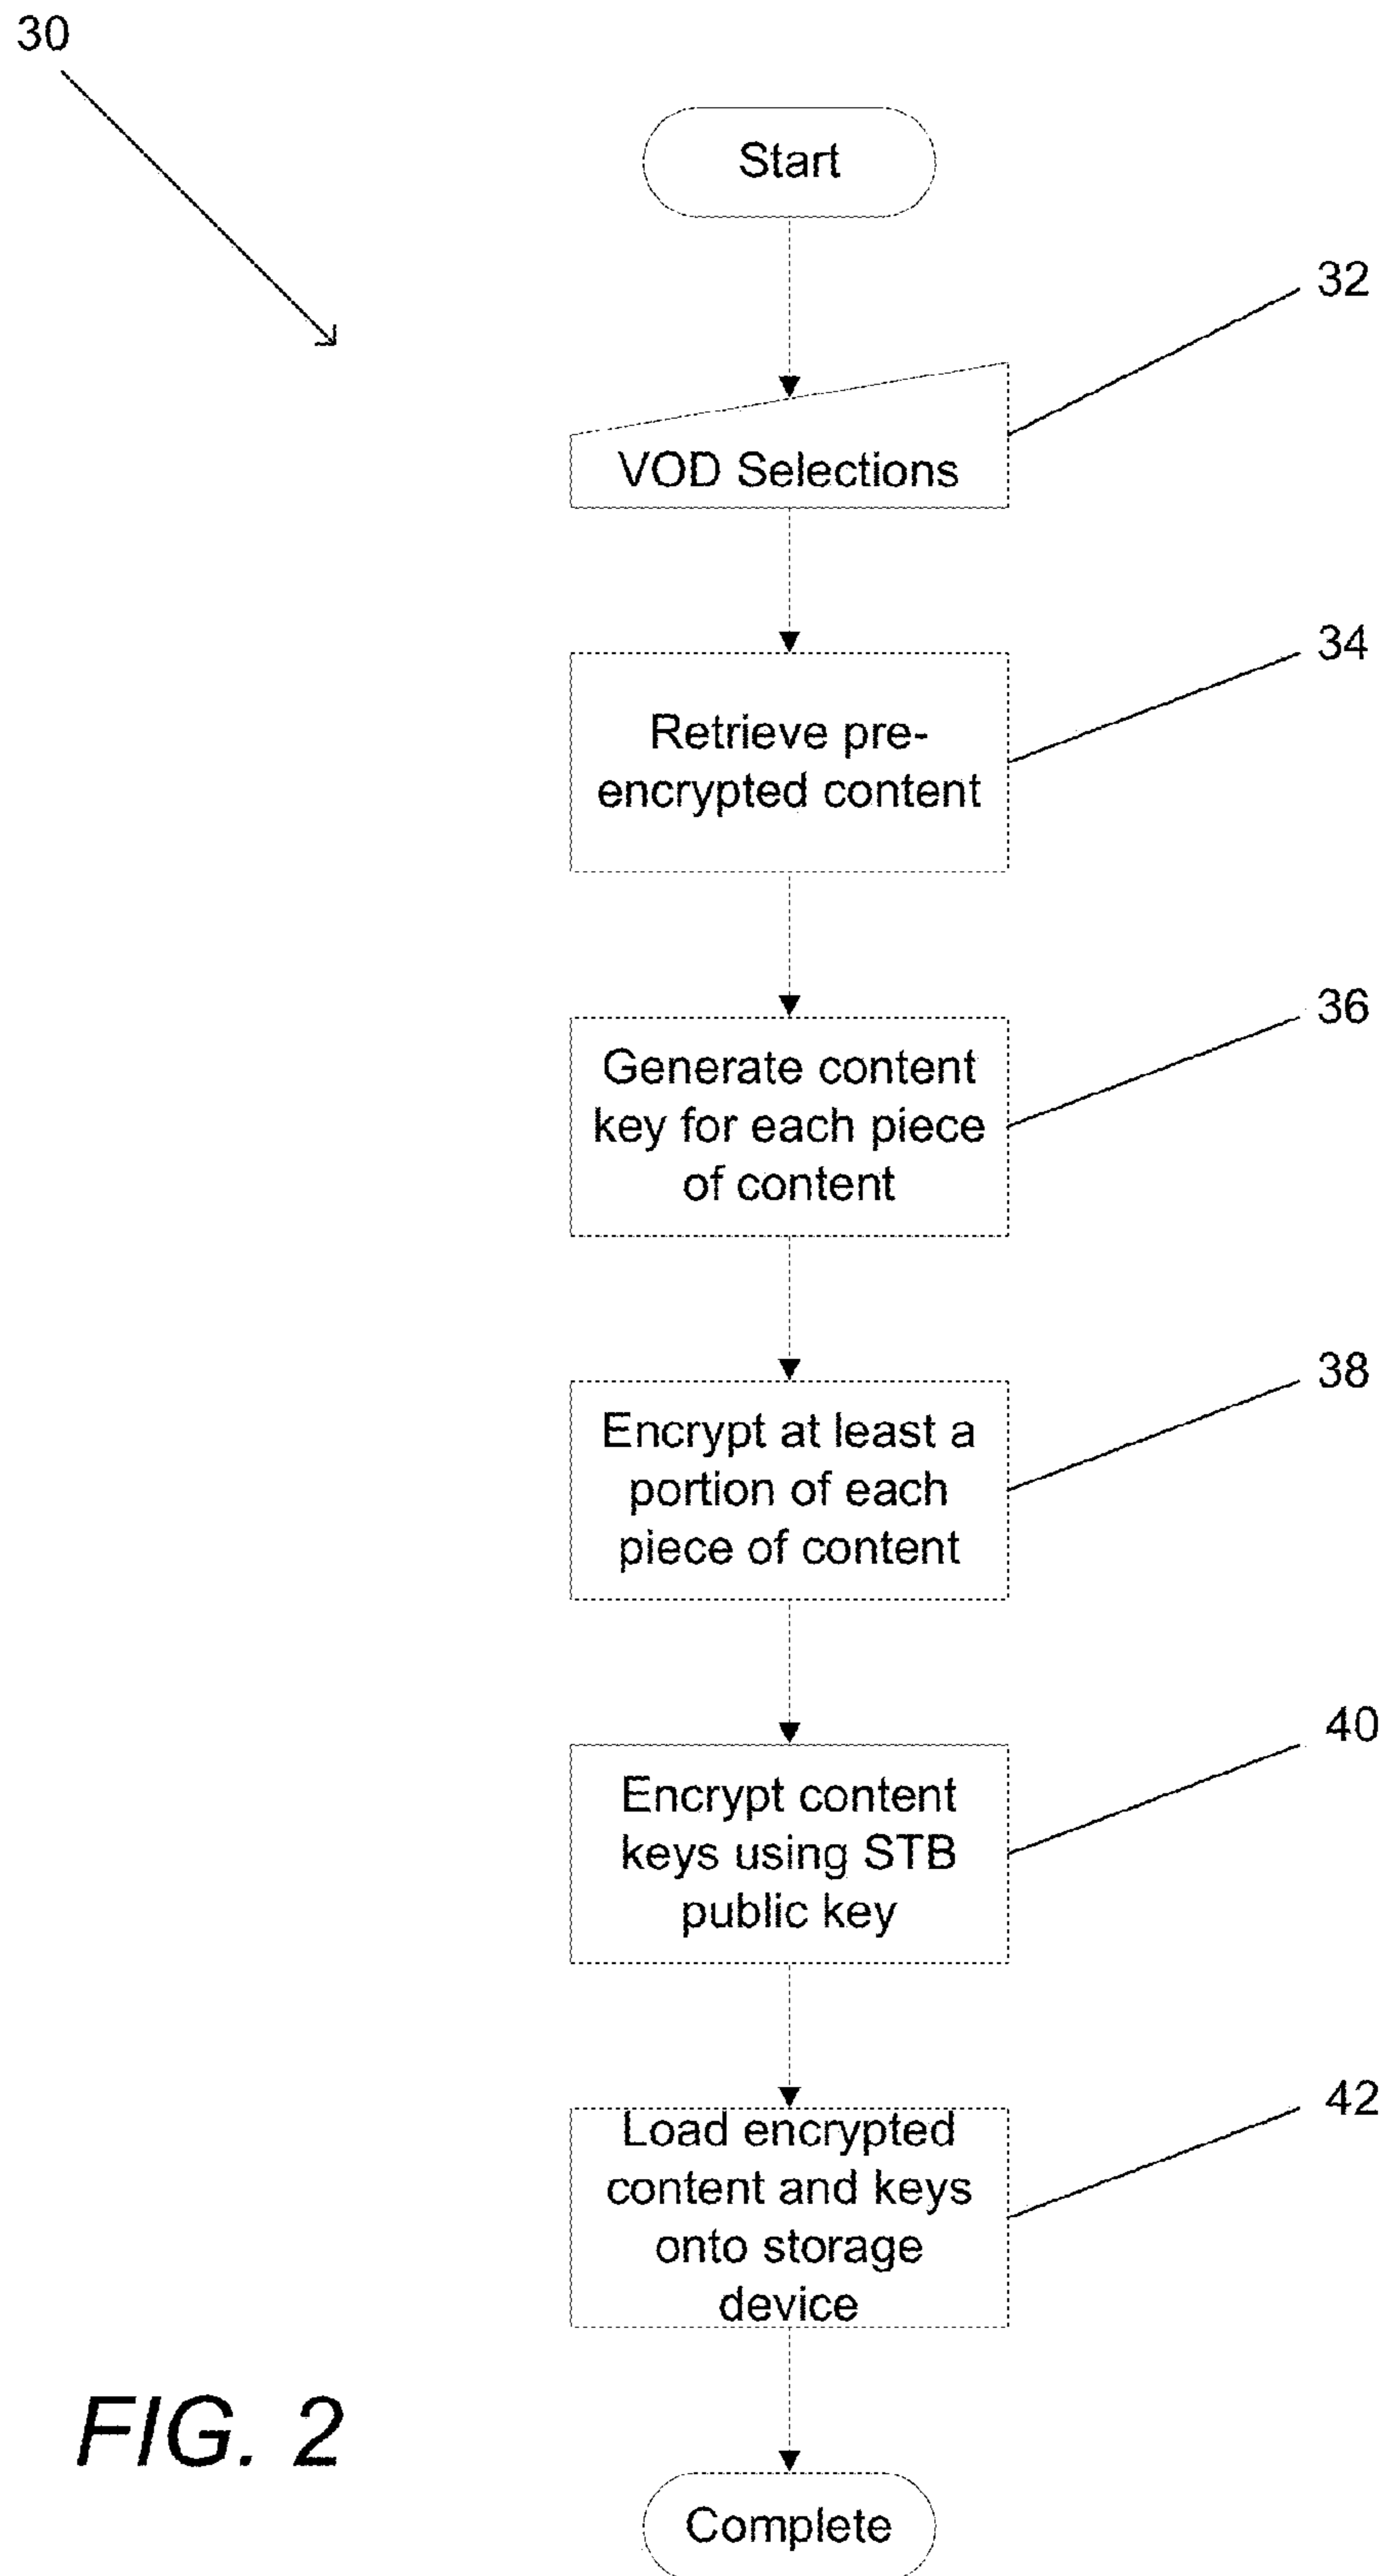 30
Start
32
VOD Selections
34
Retrieve pre-
encrypted content
36
Generate content
key for each piece
of content
38
Encrypt at least a
portion of each
piece of content
40
Encrypt content
keys using STB
public key
42
Load encrypted
content and keys
onto storage
device
FIG. 2
Complete